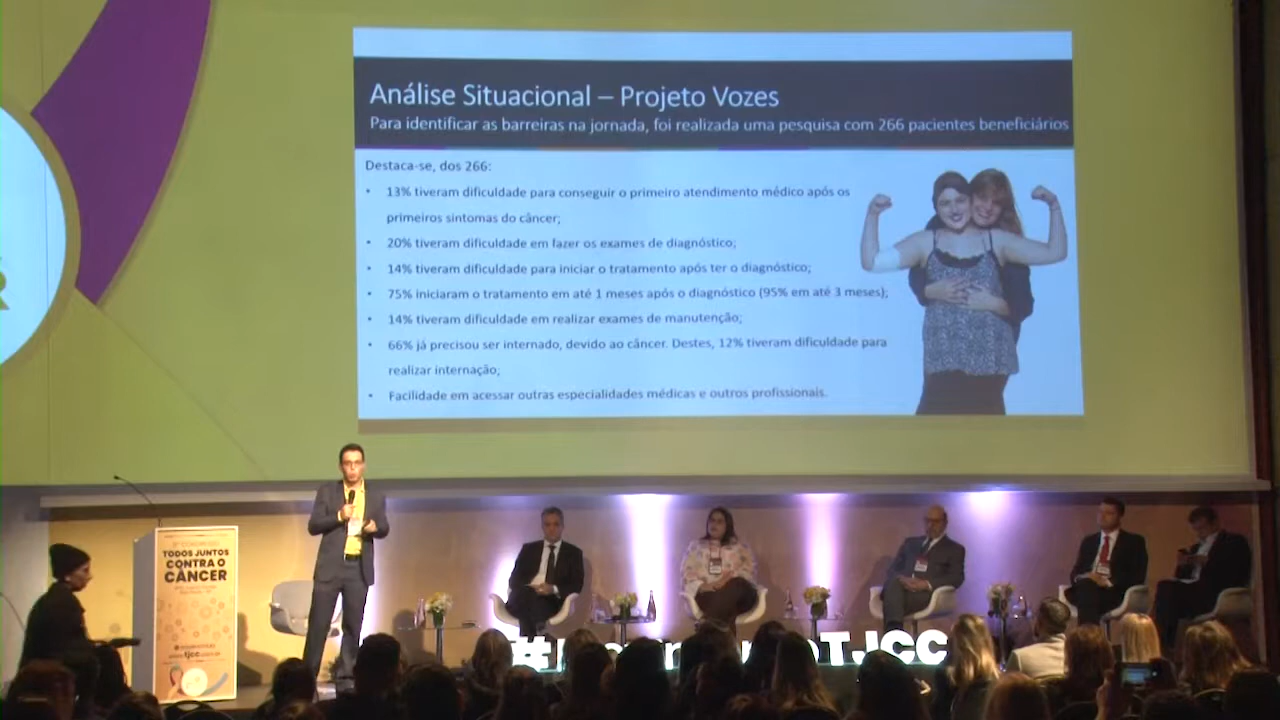 Análise Situacional – Projeto Vozes
Para identificar as barreiras na jornada, foi realizada uma pesquisa com 266 pacientes beneficiários
Destaca-se, dos 266:
• 13% tiveram dificuldade para conseguir o primeiro atendimento médico após os
primeiros sintomas do câncer;
• 20% tiveram dificuldade em fazer os exames de diagnóstico;
• 14% tiveram dificuldade para iniciar o tratamento após ter o diagnóstico;
• 75% iniciaram o tratamento em até 1 meses após o diagnóstico (95% em até 3 meses);
• 14% tiveram dificuldade em realizar exames de manutenção;
• 66% já precisou ser internado, devido ao câncer. Destes, 12% tiveram dificuldade para
realizar internação;
• Facilidade em acessar outras especialidades médicas e outros profissionais.
R
CONGRESSO
TODOS JUNTOS
CONTRA O
CÂNCER
TJCC